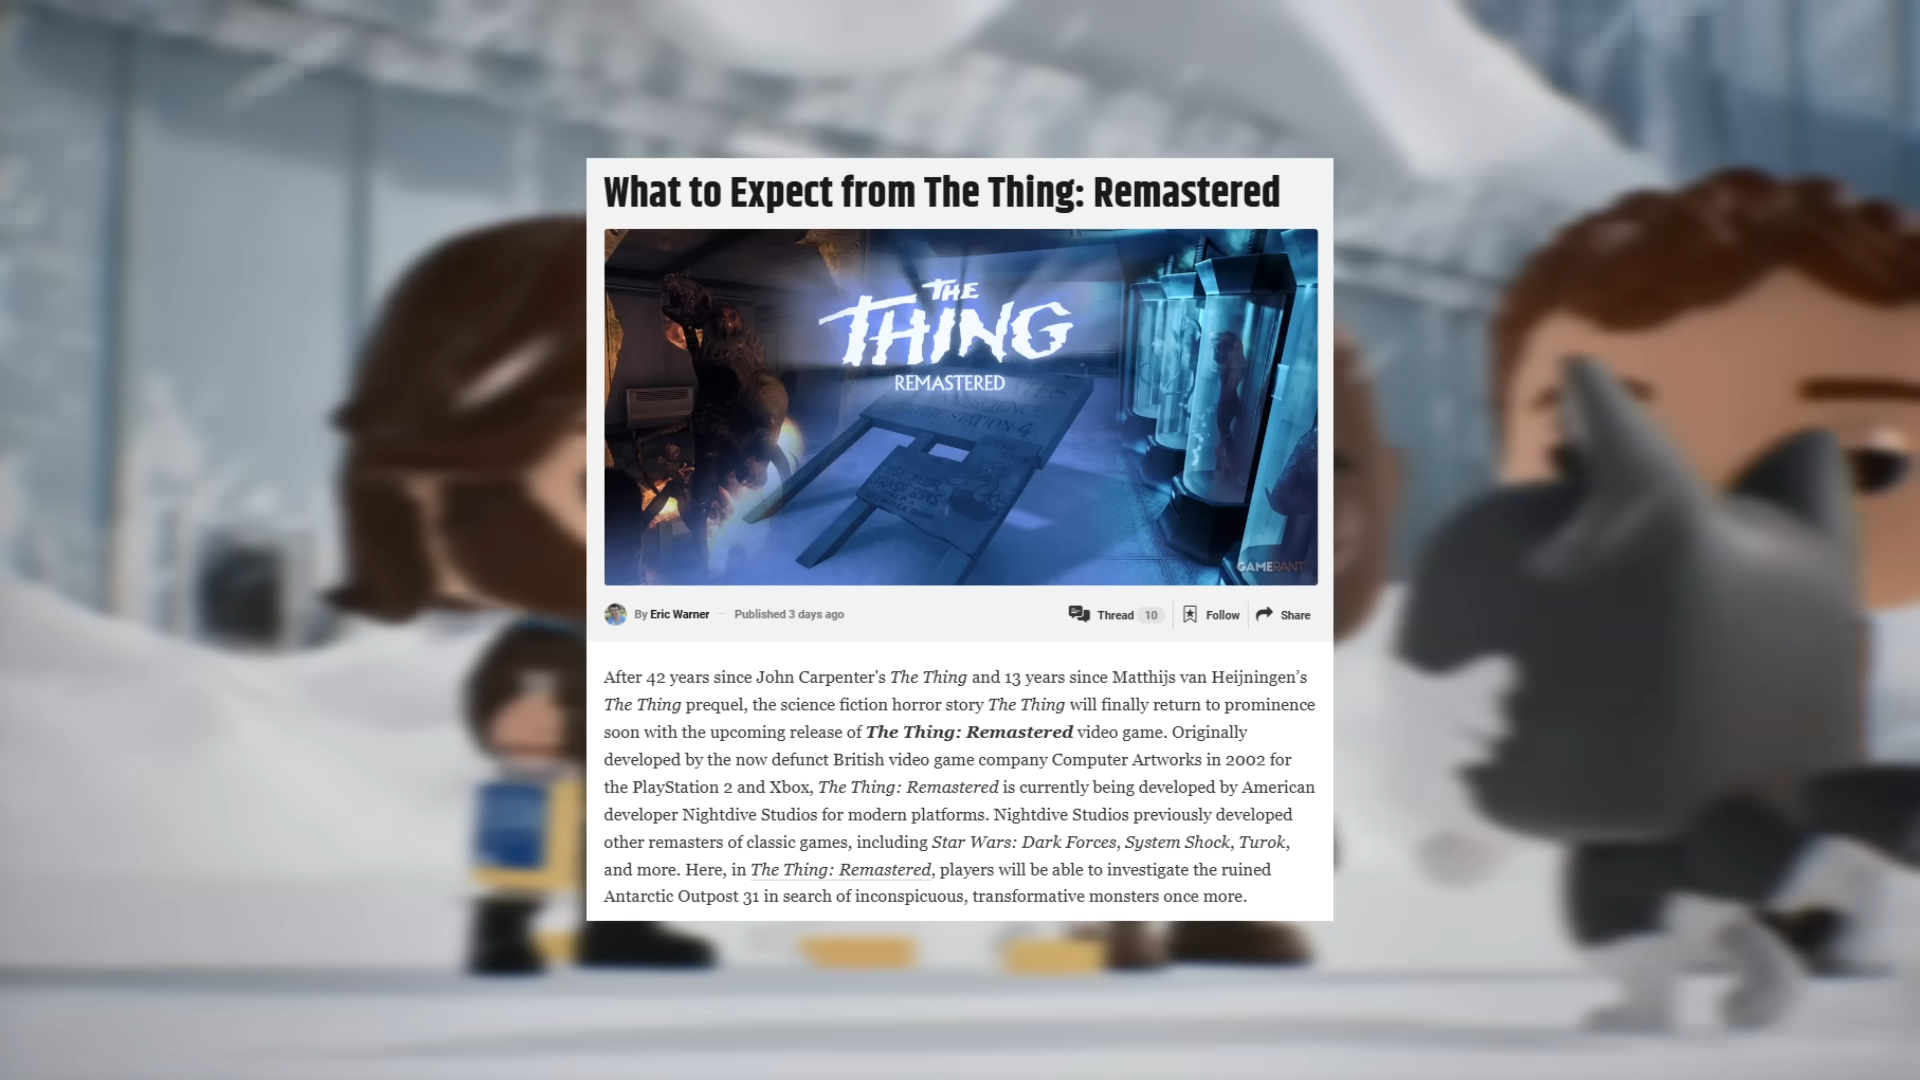 What to Expect from The Thing: Remastered
THE
THING
REMASTERED
STATION 4
GAMERANT
By Eric Warner — Published 3 days ago
Thread 10 Follow Share
After 42 years since John Carpenter's The Thing and 13 years since Matthijs van Heijningen’s
The Thing prequel, the science fiction horror story The Thing will finally return to prominence
soon with the upcoming release of The Thing: Remastered video game. Originally
developed by the now defunct British video game company Computer Artworks in 2002 for
the PlayStation 2 and Xbox, The Thing: Remastered is currently being developed by American
developer Nightdive Studios for modern platforms. Nightdive Studios previously developed
other remasters of classic games, including Star Wars: Dark Forces, System Shock, Turok,
and more. Here, in The Thing: Remastered, players will be able to investigate the ruined
Antarctic Outpost 31 in search of inconspicuous, transformative monsters once more.